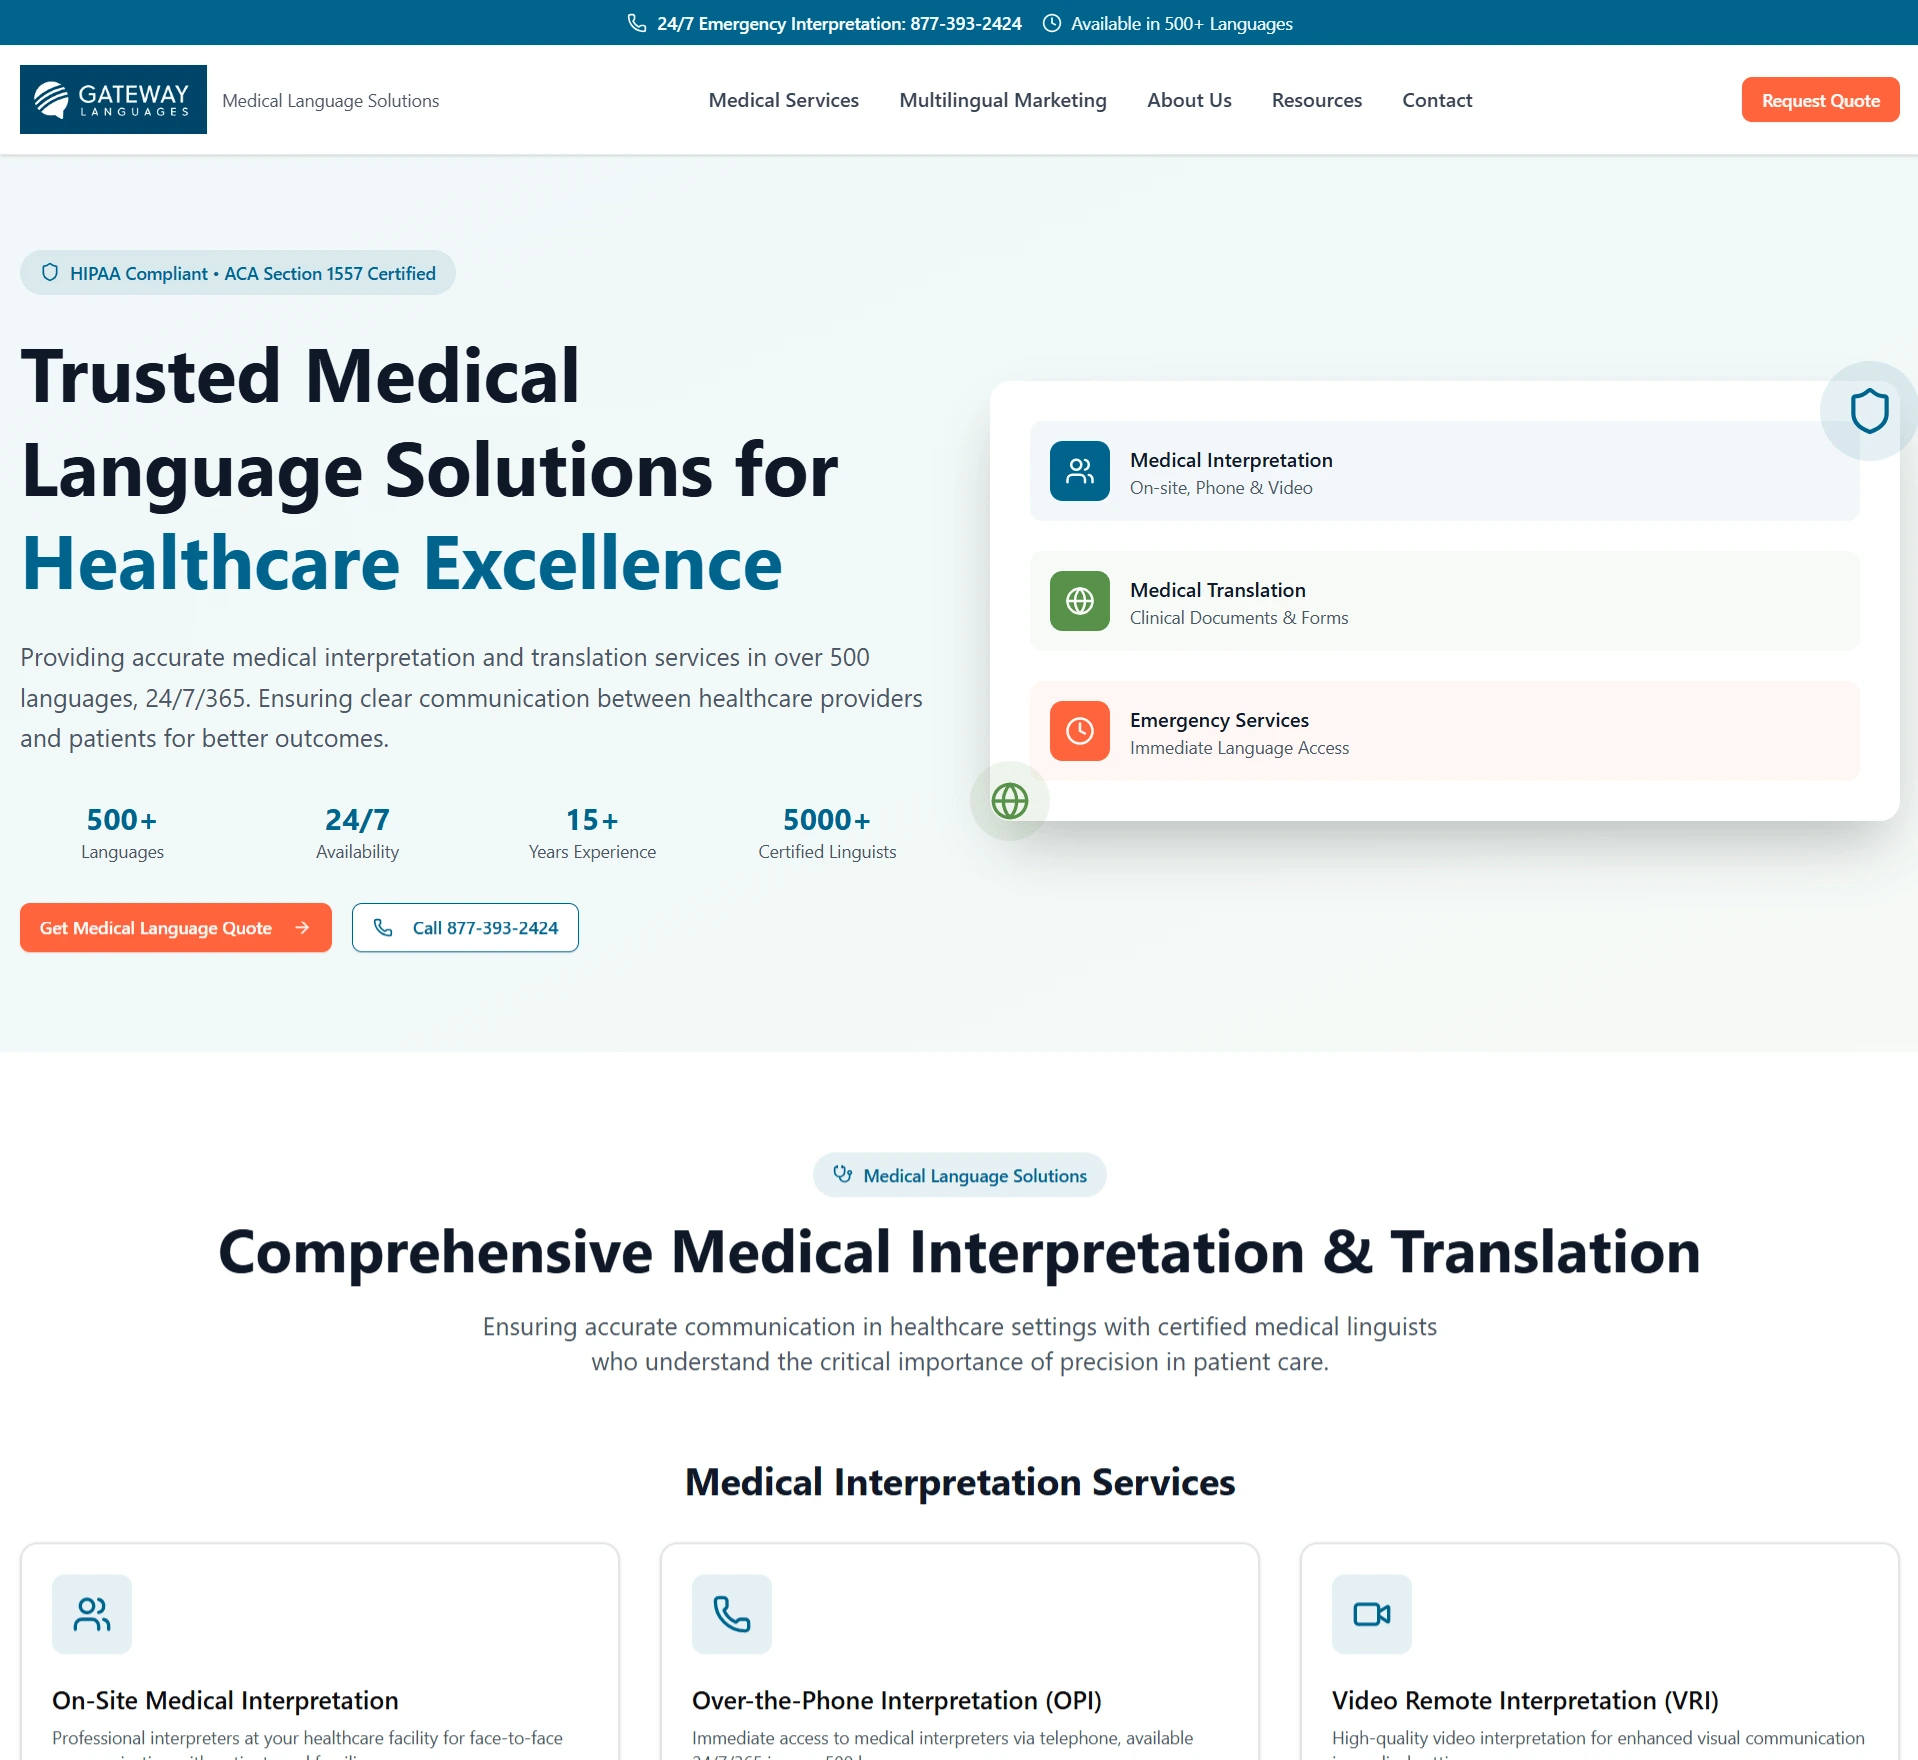 24/7 Emergency Interpretation: 877-393-2424 Available in 500+ Languages
GATEWAY
LANGUAGES
Medical Language Solutions
Medical Services Multilingual Marketing About Us Resources Contact
Request Quote
HIPAA Compliant • ACA Section 1557 Certified
Trusted Medical
Language Solutions for
Healthcare Excellence
Providing accurate medical interpretation and translation services in over 500
languages, 24/7/365. Ensuring clear communication between healthcare providers
and patients for better outcomes.
500+ 24/7 15+ 5000+
Languages Availability Years Experience Certified Linguists
Get Medical Language Quote
Call 877-393-2424
Medical Interpretation
On-site, Phone & Video
Medical Translation
Clinical Documents & Forms
Emergency Services
Immediate Language Access
Medical Language Solutions
Comprehensive Medical Interpretation & Translation
Ensuring accurate communication in healthcare settings with certified medical linguists
who understand the critical importance of precision in patient care.
Medical Interpretation Services
On-Site Medical Interpretation
Professional interpreters at your healthcare facility for face-to-face
Over-the-Phone Interpretation (OPI)
Immediate access to medical interpreters via telephone, available
Video Remote Interpretation (VRI)
High-quality video interpretation for enhanced visual communication